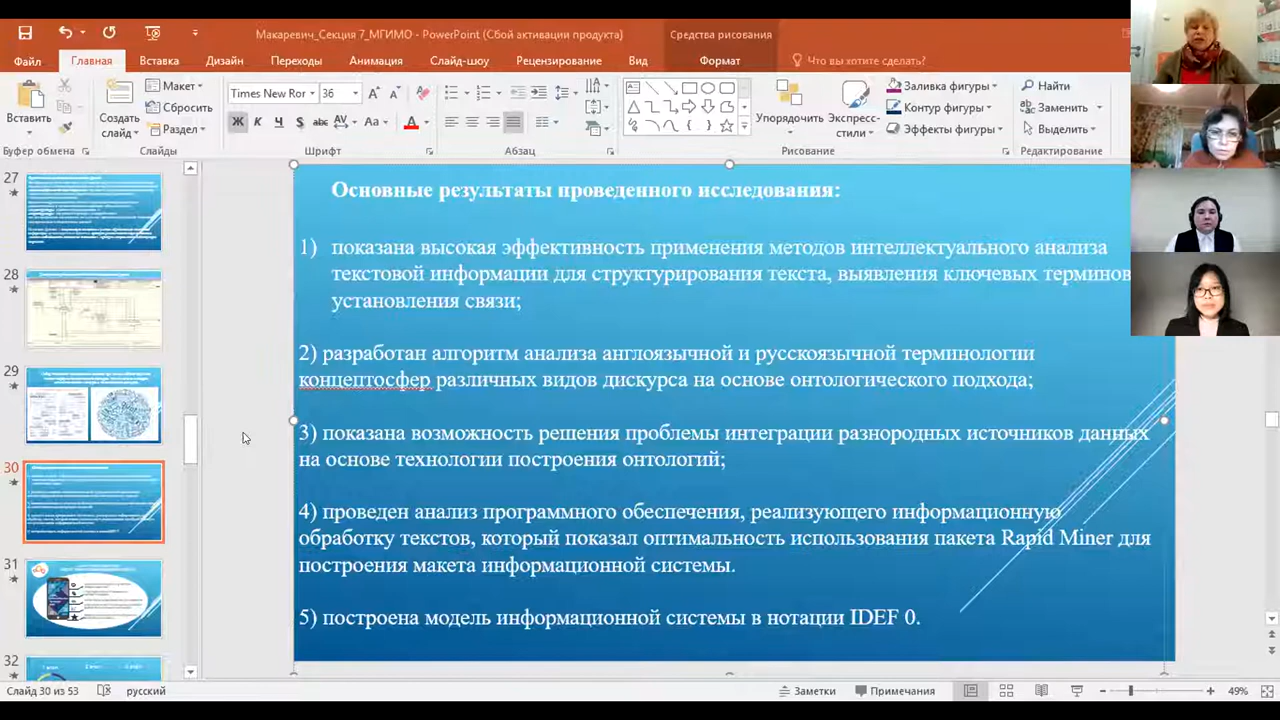 Макаревич_Секция 7_МГИМО - PowerPoint (Сбой активации продукта)
Средства рисования
Файл Главная Вставка Дизайн Переходы Анимация Слайд-шоу Рецензирование Вид Формат Что вы хотите сделать?
Вставить
Создать слайд
Макет
Сбросить
Раздел
Times New Ror 36
Ж К Ч S abc AV Aa А
Упорядочить
Экспресс-стили
Заливка фигуры
Контур фигуры
Эффекты фигуры
Найти
Заменить
Выделить
Буфер обмена Слайды Шрифт Абзац Рисование Редактирование
27
28
29
30
31
32
Основные результаты проведенного исследования:
1) показана высокая эффективность применения методов интеллектуального анализа
текстовой информации для структурирования текста, выявления ключевых терминов
установления связи;
2) разработан алгоритм анализа англоязычной и русскоязычной терминологии
концептосфер различных видов дискурса на основе онтологического подхода;
3) показана возможность решения проблемы интеграции разнородных источников данных
на основе технологии построения онтологий;
4) проведен анализ программного обеспечения, реализующего информационную
обработку текстов, который показал оптимальность использования пакета Rapid Miner для
построения макета информационной системы.
5) построена модель информационной системы в нотации IDEF 0.
Слайд 30 из 53 русский Заметки Примечания 49%